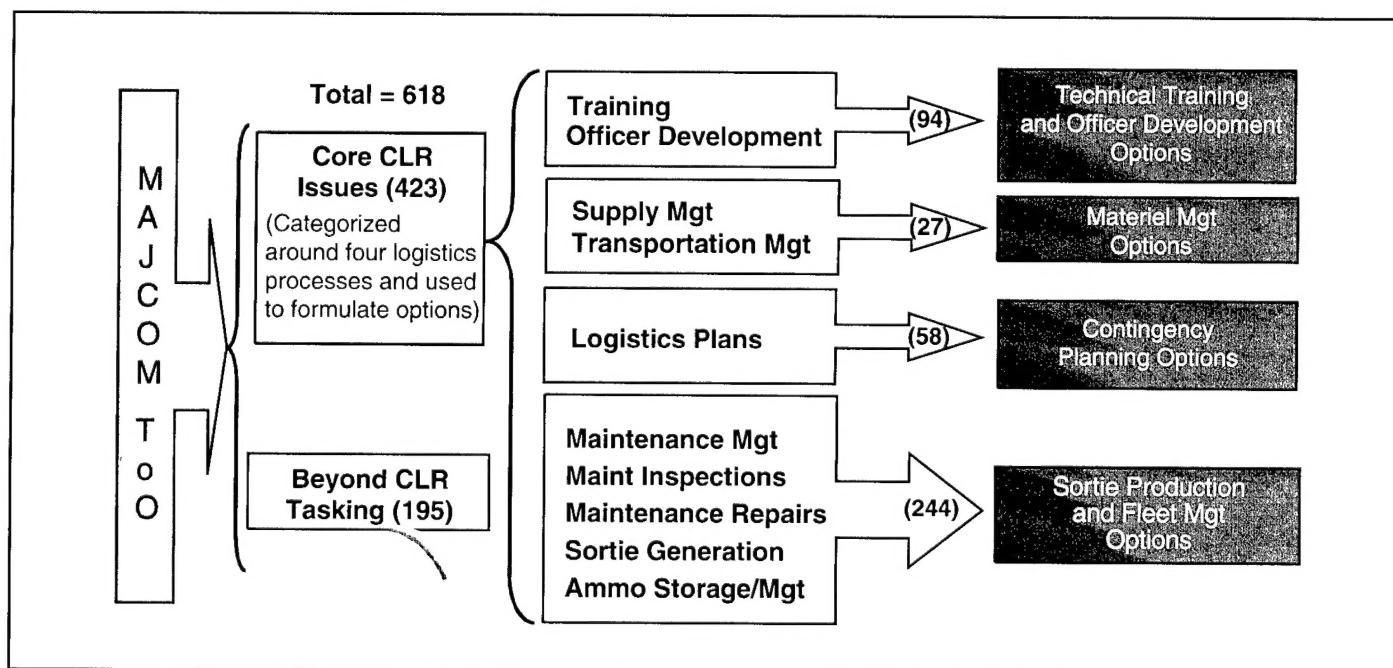 MAJCOM ToO
Total = 618
Core CLR
Issues (423)
(Categorized
around four logistics
processes and used
to formulate options)
Beyond CLR
Tasking (195)
Training
Officer Development
(94)
Technical Training
and Officer Development
Options
Supply Mgt
Transportation Mgt
(27)
Materiel Mgt
Options
Logistics Plans
(58)
Contingency
Planning Options
Maintenance Mgt
Maint Inspections
Maintenance Repairs
Sortie Generation
Ammo Storage/Mgt
(244)
Sortie Production
and Fleet Mgt
Options